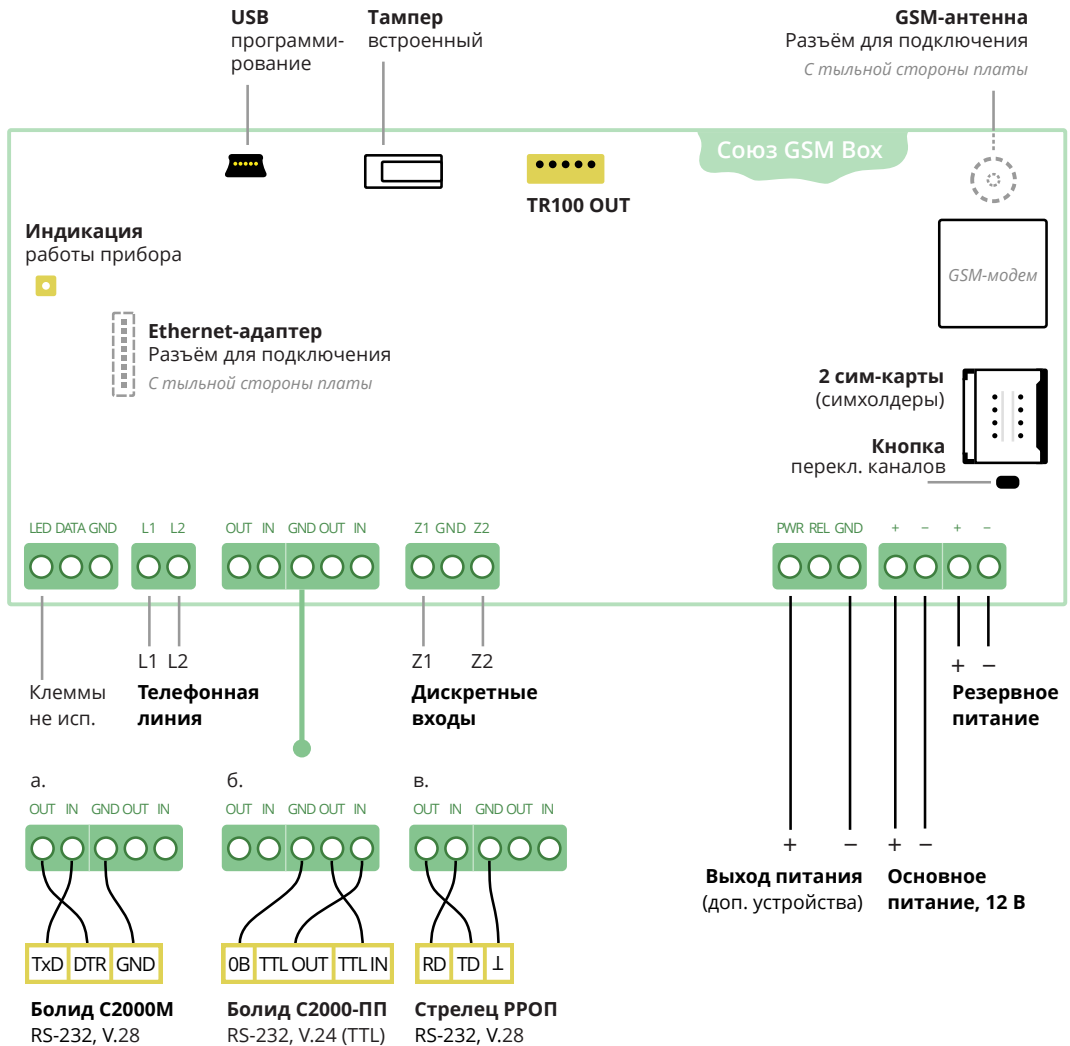 USB
программи-
рование
Тампер
встроенный
GSM-антенна
Разъём для подключения
С тыльной стороны платы
Союз GSM Box
TR100 OUT
Индикация
работы прибора
GSM-модем
Ethernet-адаптер
Разъём для подключения
С тыльной стороны платы
2 сим-карты
(симхолдеры)
Кнопка
перекл. каналов
LED DATA GND L1 L2 OUT IN GND OUT IN Z1 GND Z2 PWR REL GND + − + −
L1 L2 Z1 Z2 + −
Клеммы
не исп.
Телефонная
линия
Дискретные
входы
Резервное
питание
а. б. в.
OUT IN GND OUT IN OUT IN GND OUT IN OUT IN GND OUT IN
+ − + −
Выход питания
(доп. устройства)
Основное
питание, 12 В
TxD DTR GND 0В TTL OUT TTL IN RD TD ⊥
Болид С2000М
RS-232, V.28
Болид С2000-ПП
RS-232, V.24 (TTL)
Стрелец РРОП
RS-232, V.28